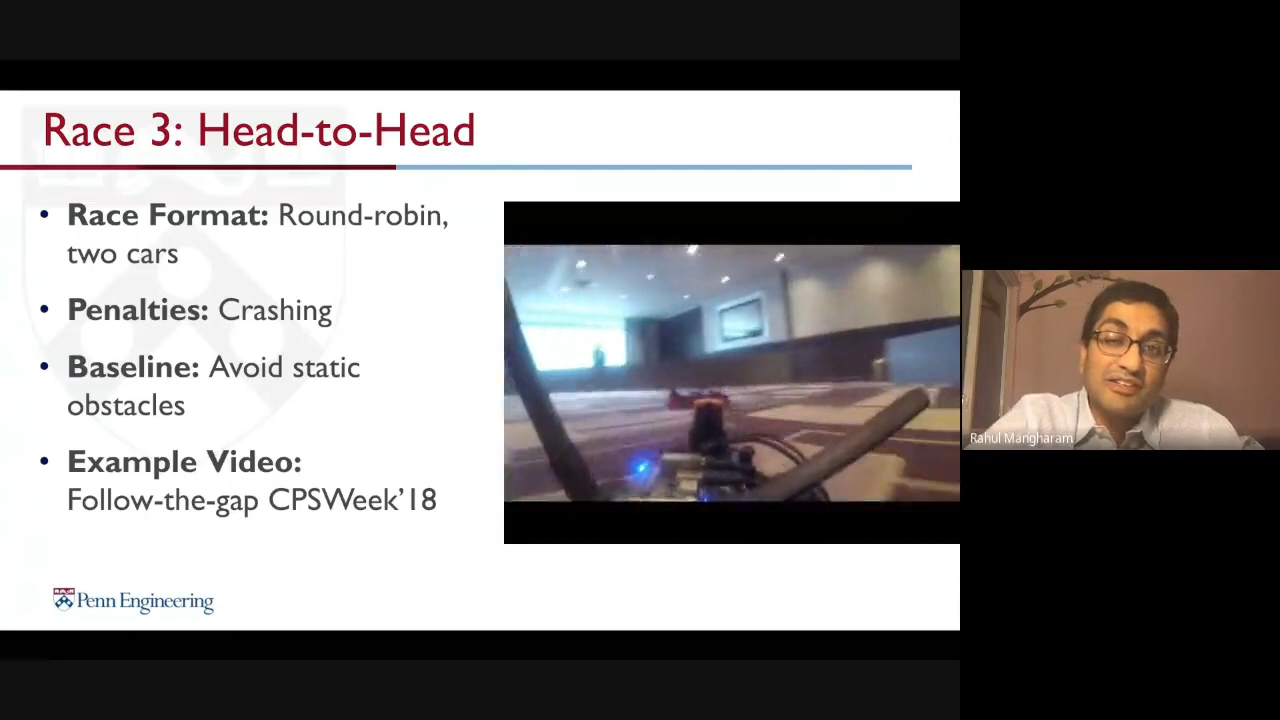 Race 3: Head-to-Head
• Race Format: Round-robin,
two cars
• Penalties: Crashing
• Baseline: Avoid static
obstacles
• Example Video:
Follow-the-gap CPSWeek’18
Penn Engineering
Rahul Mangharam